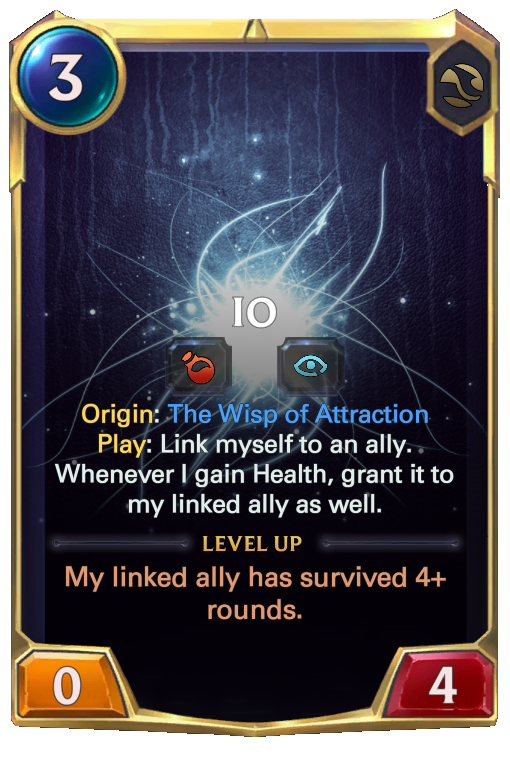 3
IO
Origin: The Wisp of Attraction
Play: Link myself to an ally.
Whenever I gain Health, grant it to
my linked ally as well.
LEVEL UP
My linked ally has survived 4+
rounds.
0
4